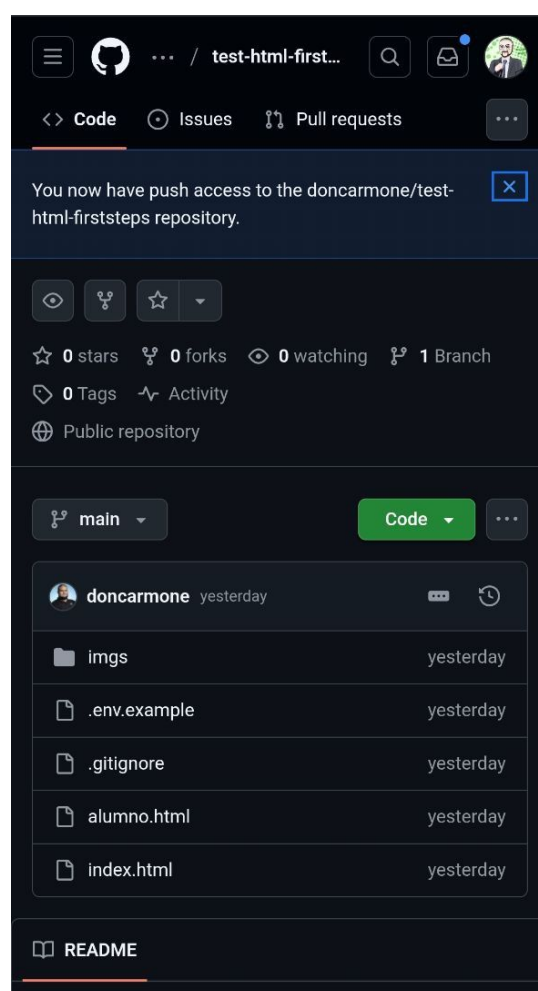 ... / test-html-first...
Code Issues Pull requests ...
You now have push access to the doncarmone/test-
html-firststeps repository.
0 stars 0 forks 0 watching 1 Branch
0 Tags Activity
Public repository
main Code ...
doncarmone yesterday ...
imgs yesterday
.env.example yesterday
.gitignore yesterday
alumno.html yesterday
index.html yesterday
README